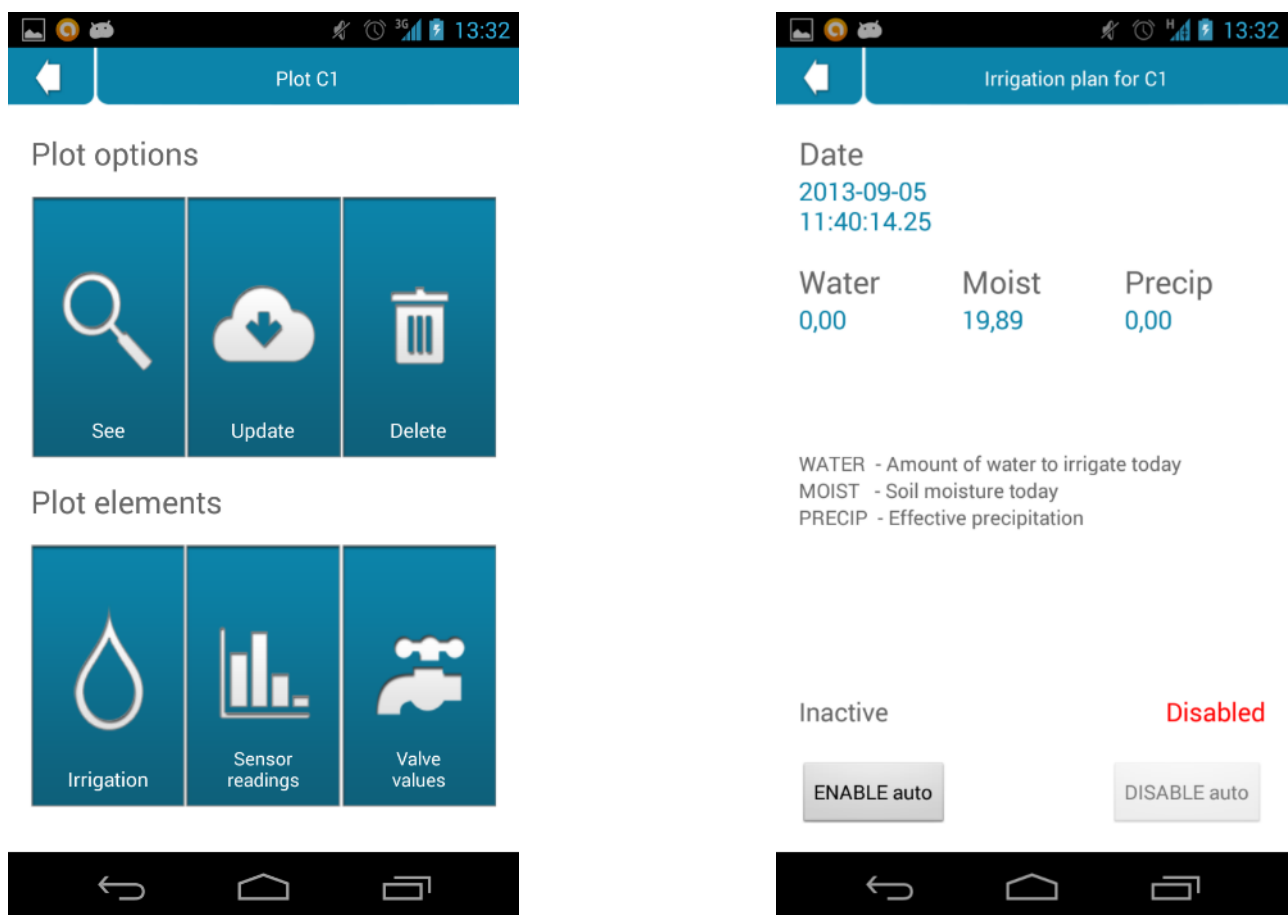 3G 13:32
Plot C1
Plot options
See Update Delete
Plot elements
Irrigation Sensor readings Valve values
H 13:32
Irrigation plan for C1
Date
2013-09-05
11:40:14.25
Water Moist Precip
0,00 19,89 0,00
WATER - Amount of water to irrigate today
MOIST - Soil moisture today
PRECIP - Effective precipitation
Inactive Disabled
ENABLE auto DISABLE auto